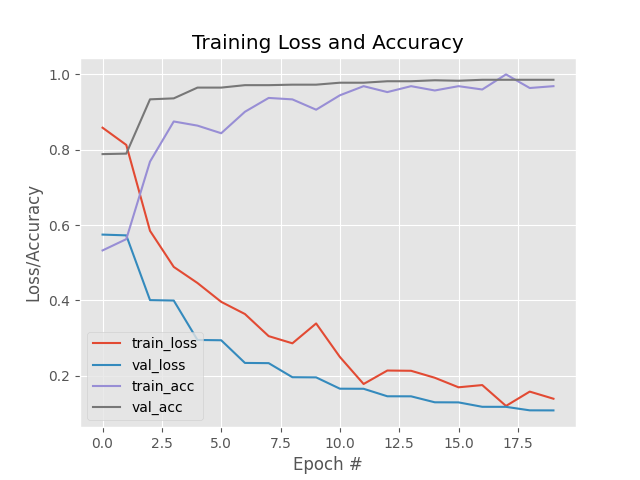 Training Loss and Accuracy
Loss/Accuracy
1.0
0.8
0.6
0.4
0.2
train_loss
val_loss
train_acc
val_acc
0.0 2.5 5.0 7.5 10.0 12.5 15.0 17.5
Epoch #